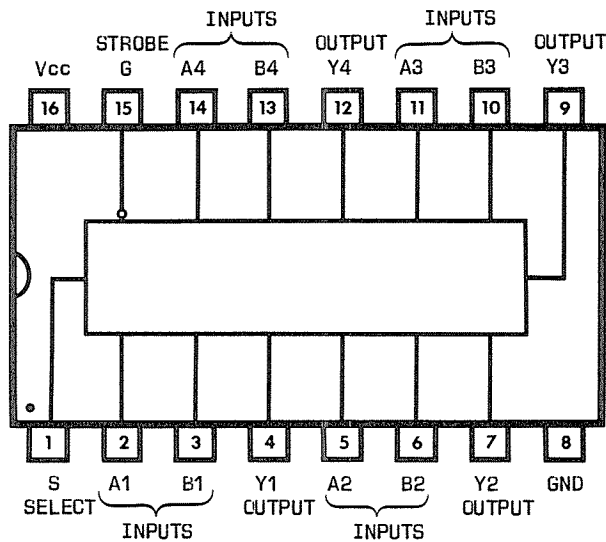 INPUTS INPUTS
STROBE OUTPUT OUTPUT
Vcc G A4 B4 Y4 A3 B3 Y3
16 15 14 13 12 11 10 9
1 2 3 4 5 6 7 8
S A1 B1 Y1 A2 B2 Y2 GND
SELECT OUTPUT OUTPUT
INPUTS INPUTS